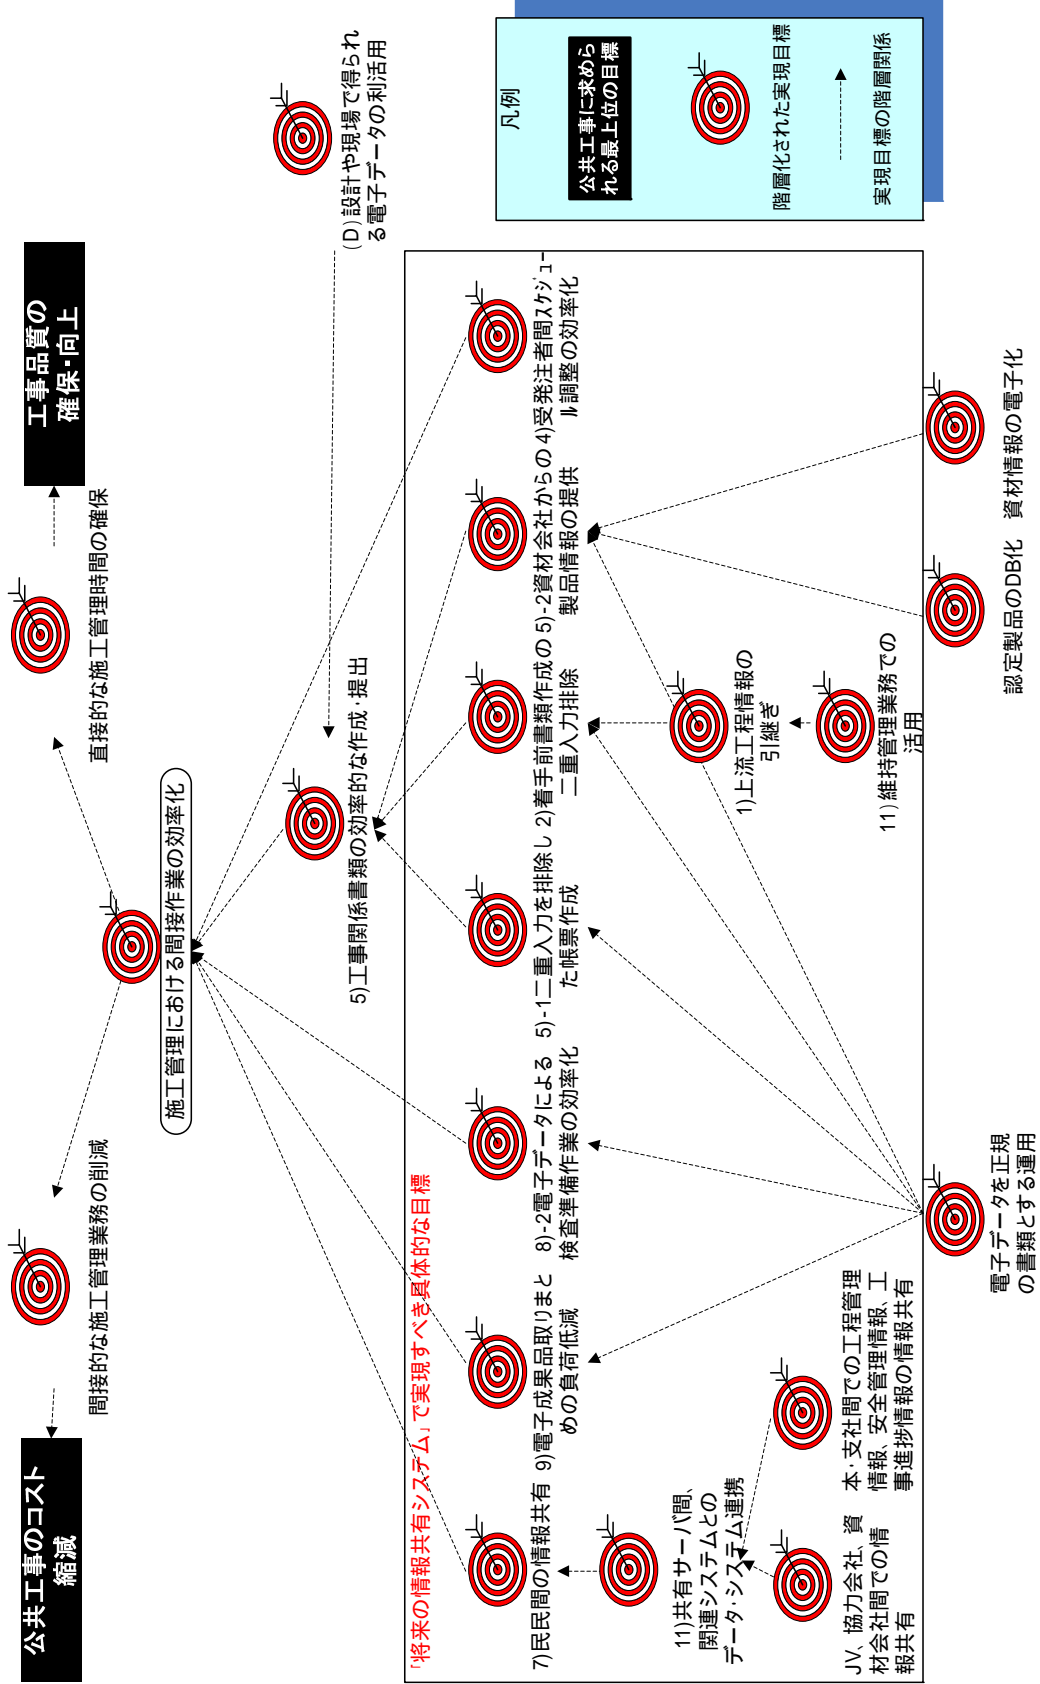 公共工事のコスト
縮減
工事品質の
確保・向上
間接的な施工管理業務の削減
直接的な施工管理時間の確保
施工管理における間接作業の効率化
(D)設計や現場で得られ
る電子データの利活用
5)工事関係書類の効率的な作成・提出
「将来の情報共有システム」で実現すべき具体的な目標
7)民民間の情報共有
9)電子成果品取りまと
めの負荷低減
8)-2電子データによる
検査準備作業の効率化
5)-1二重入力を排除し
た帳票作成
2)着手前書類作成の
二重入力排除
5)-2資材会社からの
製品情報の提供
4)受発注者間ｽｹｼﾞｭｰ
ﾙ調整の効率化
11)共有サーバ間、
関連システムとの
データ・システム連携
1)上流工程情報の
引継ぎ
JV、協力会社、資
材会社間での情
報共有
本・支社間での工程管理
情報、安全管理情報、工
事進捗情報の情報共有
11)維持管理業務での
活用
電子データを正規
の書類とする運用
認定製品のDB化
資材情報の電子化
凡例
公共工事に求めら
れる最上位の目標
階層化された実現目標
実現目標の階層関係